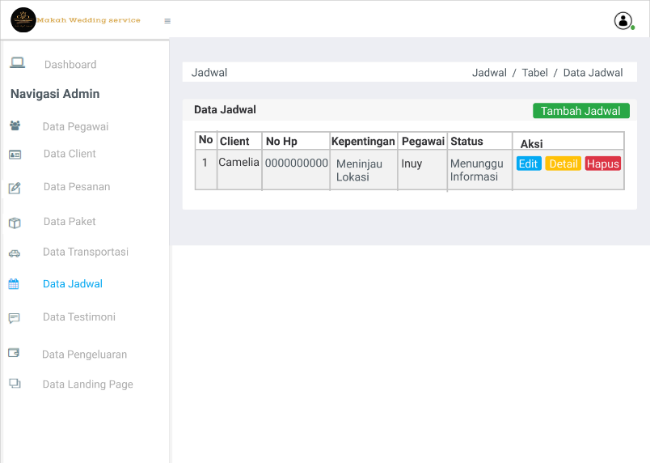 Makah Wedding service
Dashboard
Navigasi Admin
Data Pegawai
Data Client
Data Pesanan
Data Paket
Data Transportasi
Data Jadwal
Data Testimoni
Data Pengeluaran
Data Landing Page
Jadwal
Jadwal / Tabel / Data Jadwal
Data Jadwal
Tambah Jadwal
No Client No Hp Kepentingan Pegawai Status Aksi
1 Camelia 0000000000 Meninjau Inuy Menunggu Edit Detail Hapus
Lokasi Informasi